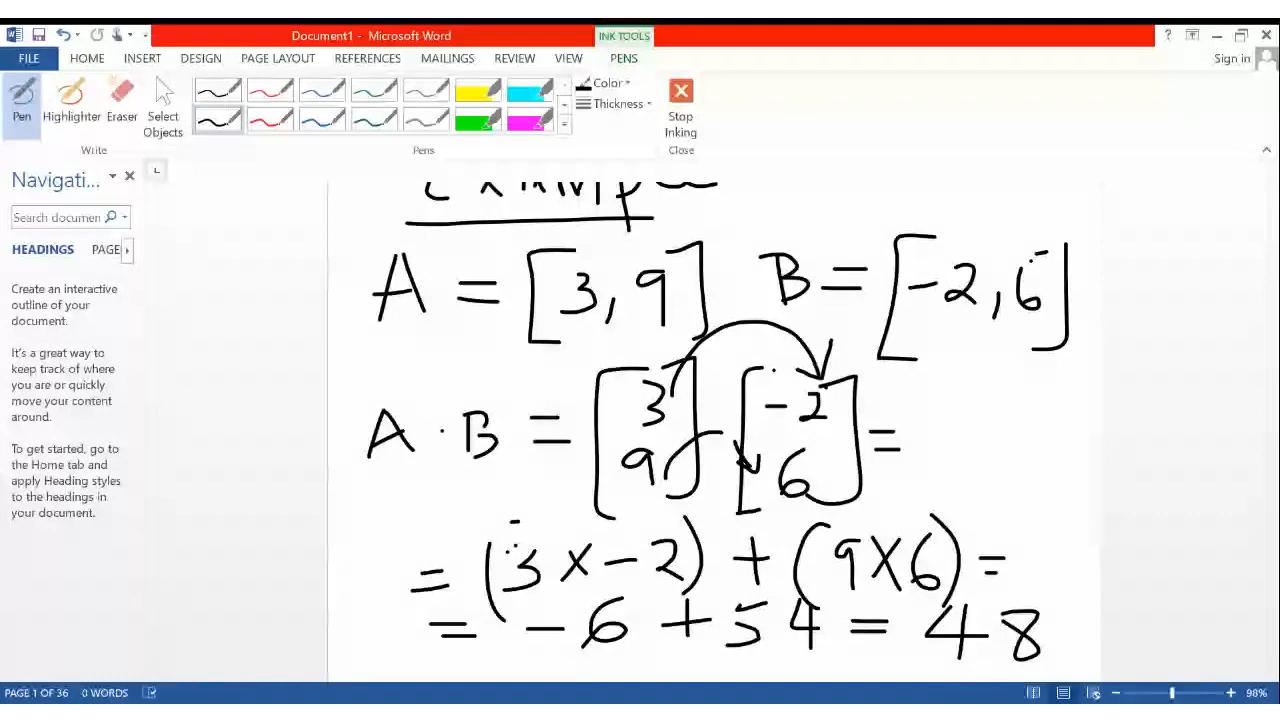 Document1 - Microsoft Word
INK TOOLS
FILE HOME INSERT DESIGN PAGE LAYOUT REFERENCES MAILINGS REVIEW VIEW PENS
Sign in
Pen Highlighter Eraser Select Objects
Color
Thickness
Stop Inking
Write Pens Close
Navigati...
Search documen
HEADINGS PAGE
Create an interactive
outline of your
document.
It's a great way to
keep track of where
you are or quickly
move your content
around.
To get started, go to
the Home tab and
apply Heading styles
to the headings in
your document.
Example
A = [3, 9] B = [-2, 6]
A · B = [3 9] [-2 6] =
= (3 x -2) + (9 X 6) =
= -6 + 54 = 48
PAGE 1 OF 36 0 WORDS
98%